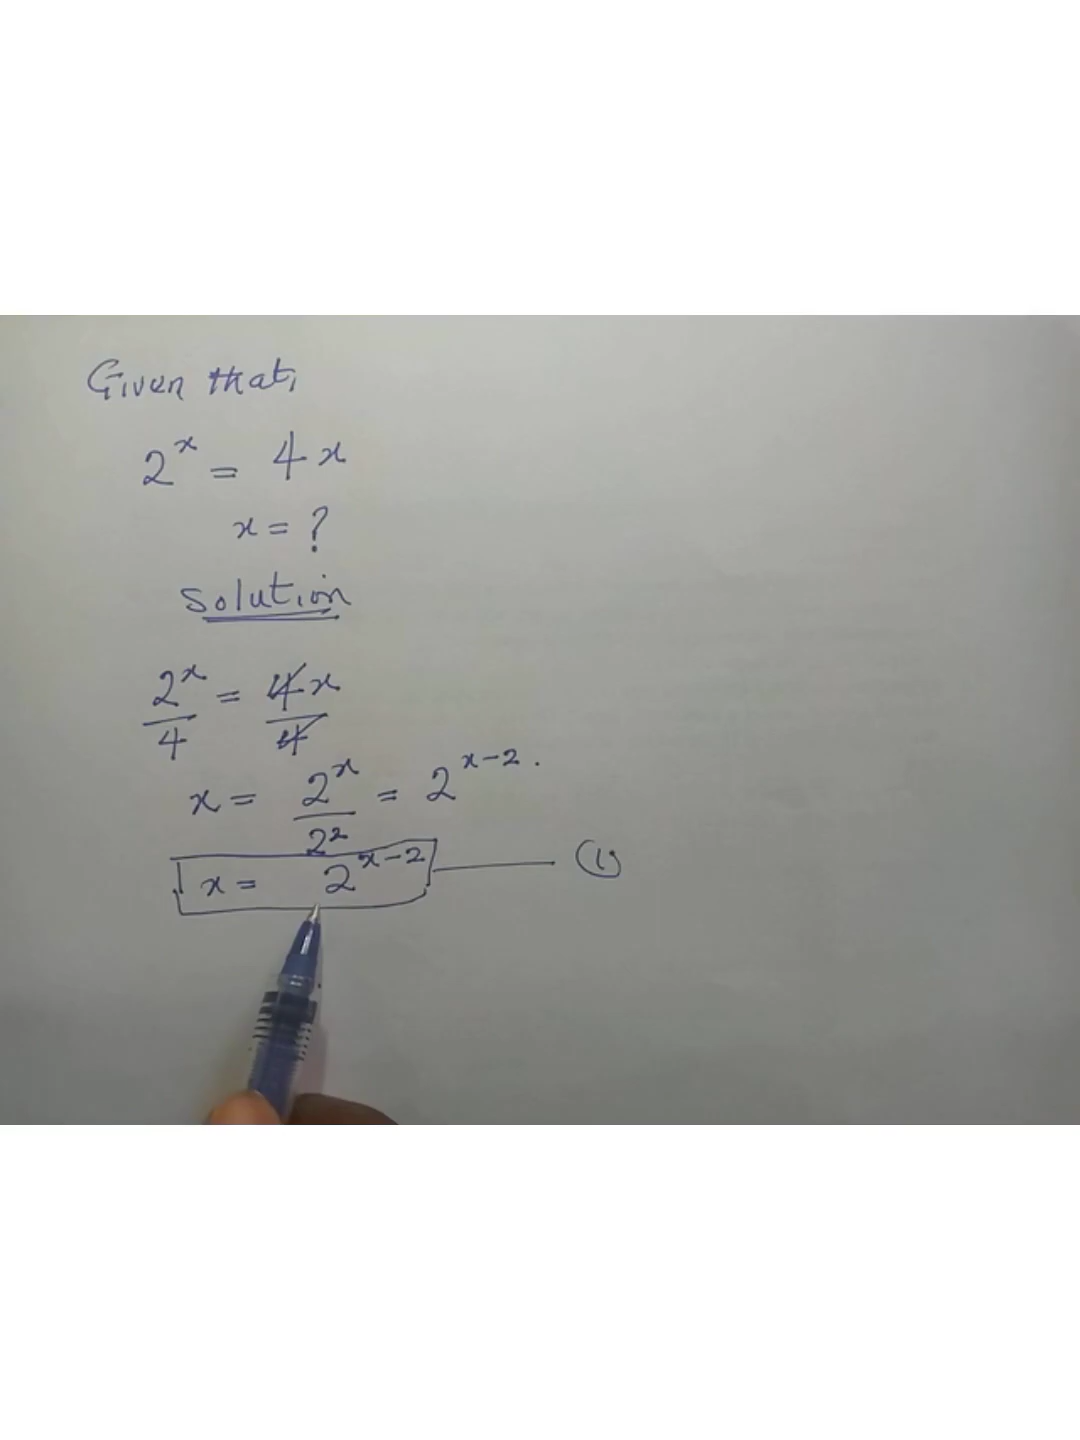 Given that,
2^x = 4x
x = ?
Solution
2^x/4 = 4x/4
x = 2^x/2^2 = 2^x-2.
x = 2^x-2 ——— (1)